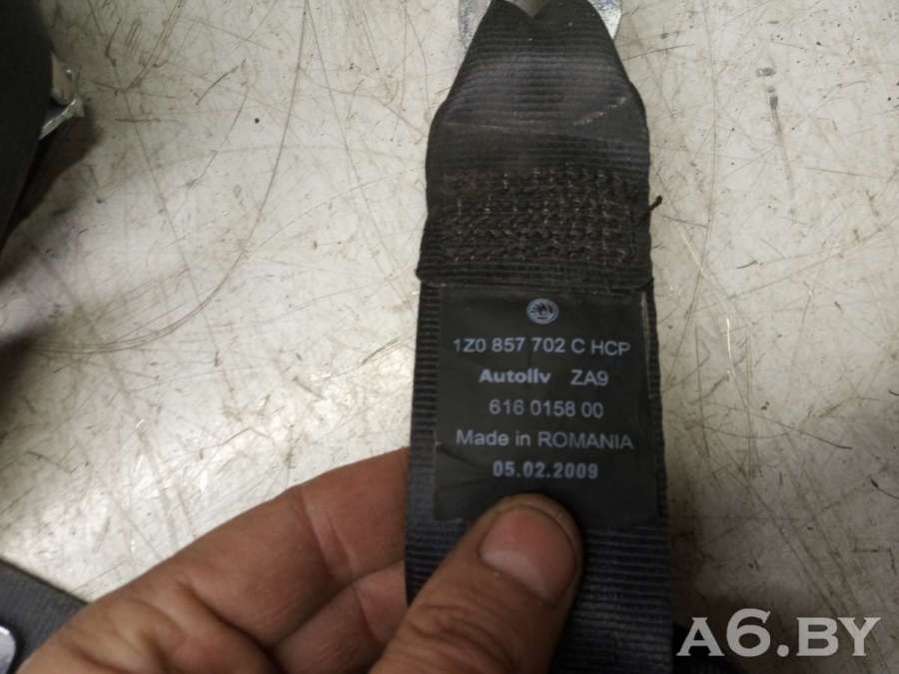 1Z0 857 702 C HCP
Autoliv ZA9
616 0158 00
Made in ROMANIA
05.02.2009
A6.BY